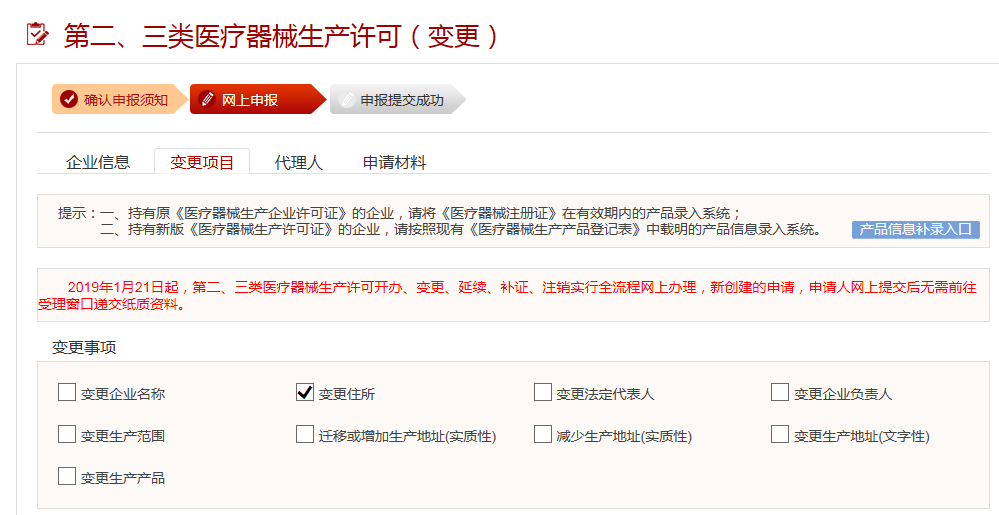 第二、三类医疗器械生产许可（变更）
确认申报须知 网上申报 申报提交成功
企业信息 变更项目 代理人 申请材料
提示：一、持有原《医疗器械生产企业许可证》的企业，请将《医疗器械注册证》在有效期内的产品录入系统；
二、持有新版《医疗器械生产许可证》的企业，请按照现有《医疗器械生产产品登记表》中载明的产品信息录入系统。 产品信息补录入口
2019年1月21日起，第二、三类医疗器械生产许可开办、变更、延续、补证、注销实行全流程网上办理，新创建的申请，申请人网上提交后无需前往
受理窗口递交纸质资料。
变更事项
变更企业名称 变更住所 变更法定代表人 变更企业负责人
变更生产范围 迁移或增加生产地址(实质性) 减少生产地址(实质性) 变更生产地址(文字性)
变更生产产品